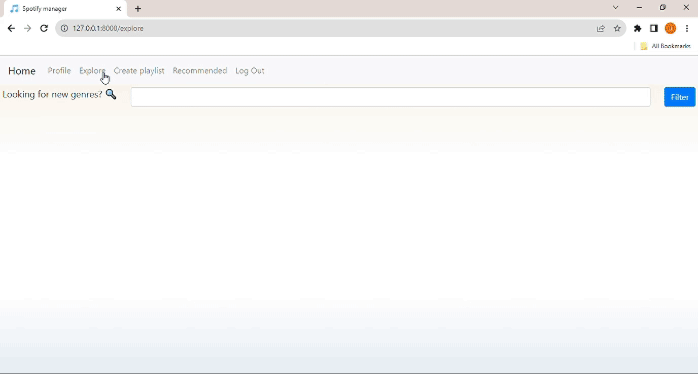 Spotify manager
127.0.0.1:8000/explore
All Bookmarks
Home Profile Explore Create playlist Recommended Log Out
Looking for new genres? Filter